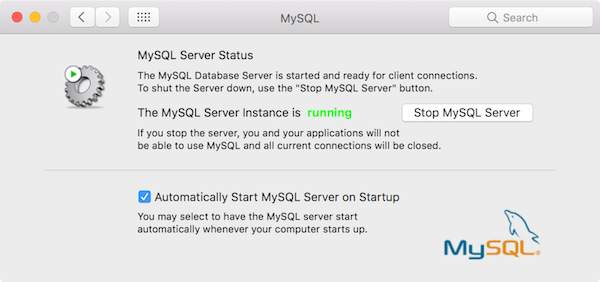 MySQL
Search
MySQL Server Status
The MySQL Database Server is started and ready for client connections.
To shut the Server down, use the "Stop MySQL Server" button.
The MySQL Server Instance is running
Stop MySQL Server
If you stop the server, you and your applications will not
be able to use MySQL and all current connections will be closed.
Automatically Start MySQL Server on Startup
You may select to have the MySQL server start
automatically whenever your computer starts up.
MySQL®